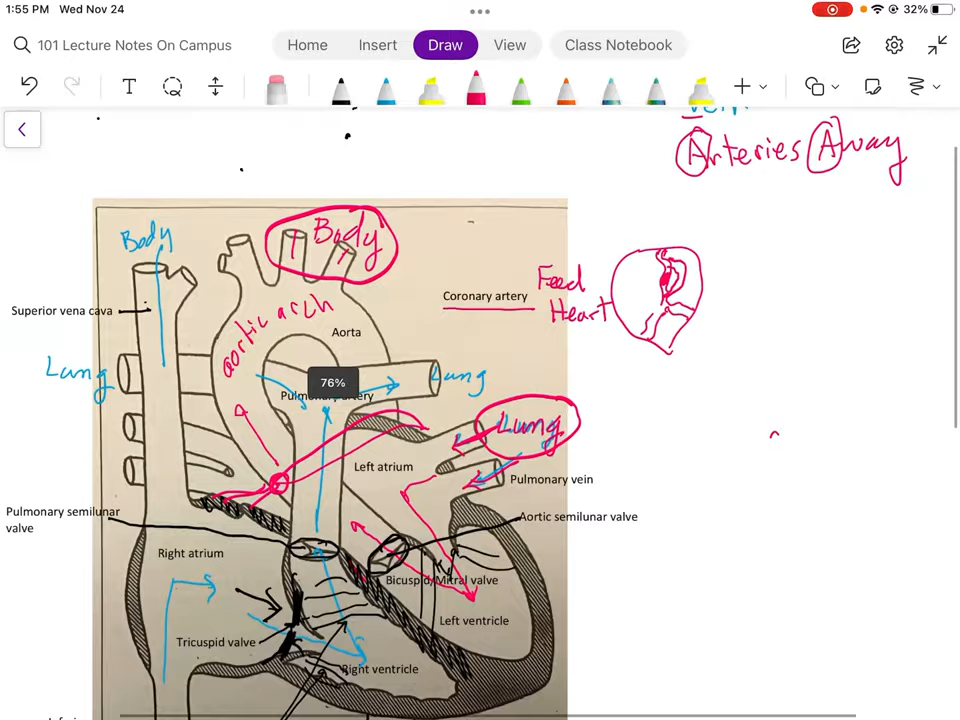 1:55 PM Wed Nov 24
32%
101 Lecture Notes On Campus
Home Insert Draw View Class Notebook
Arteries Away
Body
Body
Superior vena cava
Coronary artery
Feed
Heart
aortic arch
Aorta
Lung
76%
Lung
Pulmonary artery
Lung
Left atrium
Pulmonary vein
Pulmonary semilunar
valve
Aortic semilunar valve
Right atrium
Bicuspid/Mitral valve
Left ventricle
Tricuspid valve
Right ventricle